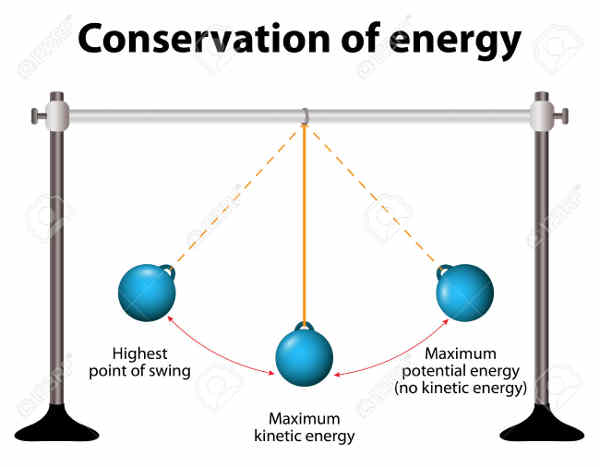 Conservation of energy
Highest
point of swing
Maximum
kinetic energy
Maximum
potential energy
(no kinetic energy)